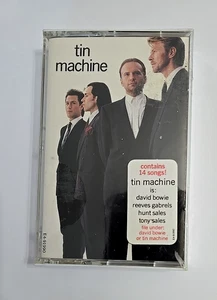 tin
machine
contains
14 songs!
tin machine
is:
david bowie
reeves gabrels
hunt sales
tony sales
file under:
david bowie
or tin machine